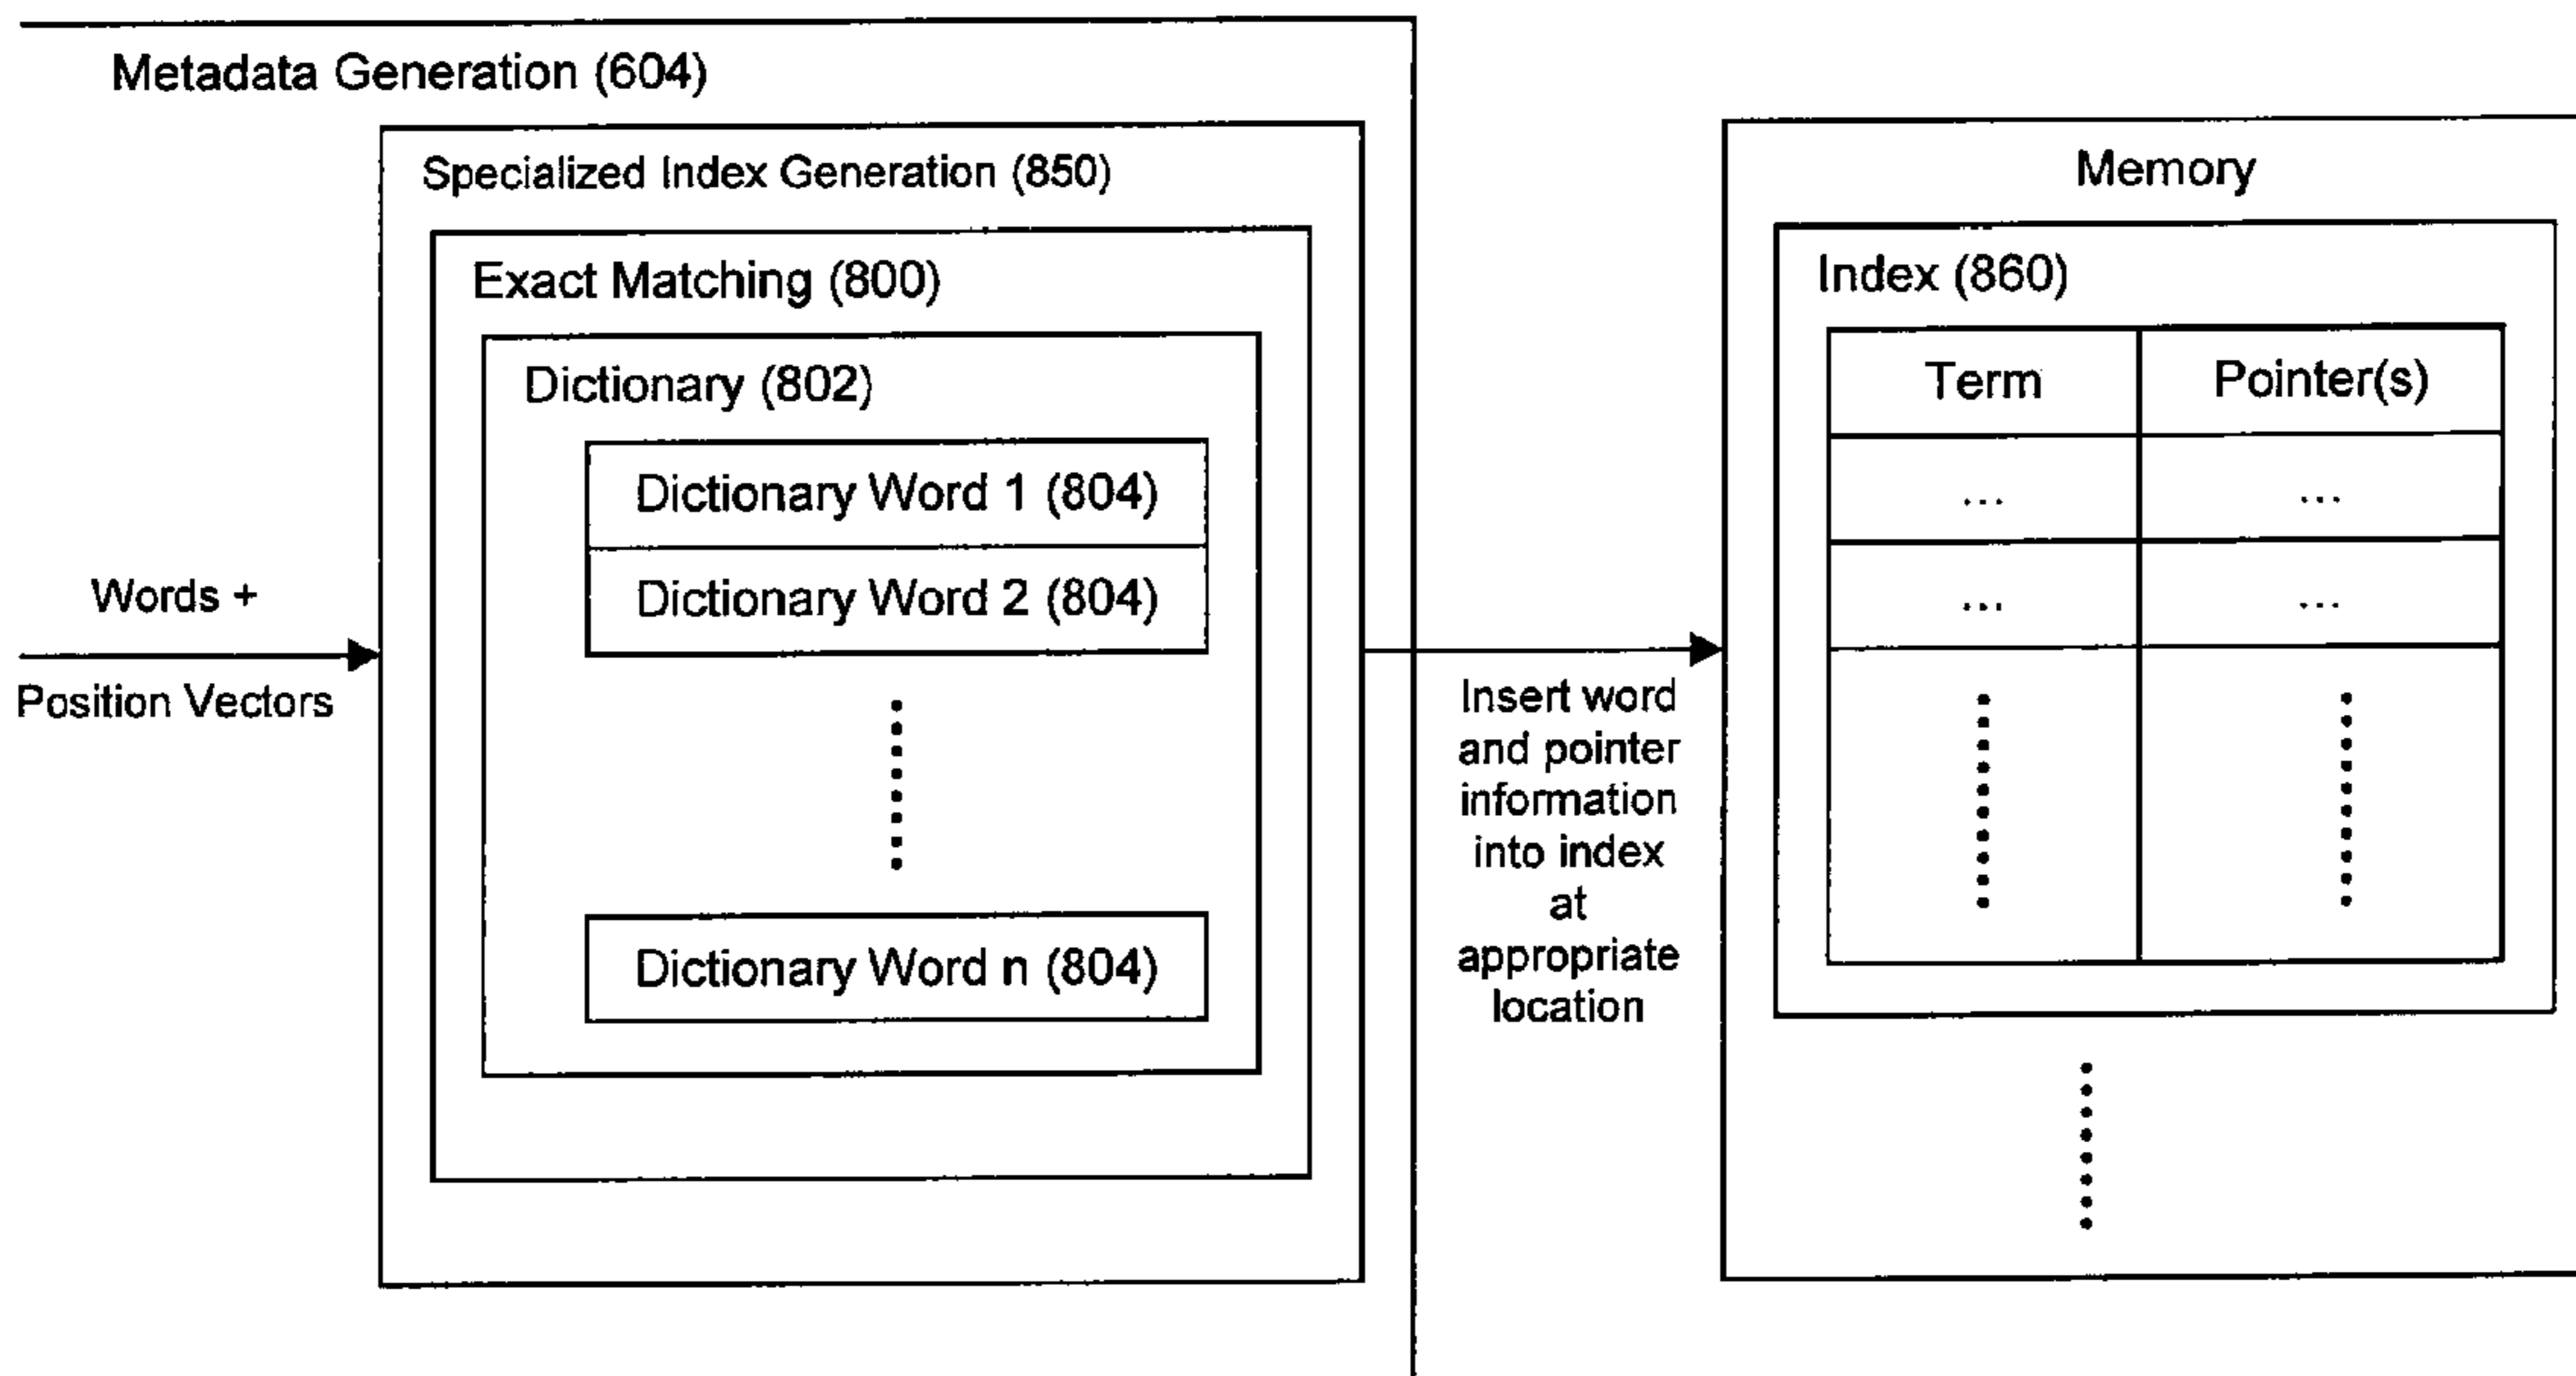 Metadata Generation (604)
Specialized Index Generation (850)
Exact Matching (800)
Dictionary (802)
Dictionary Word 1 (804)
Dictionary Word 2 (804)
Dictionary Word n (804)
Words +
Position Vectors
Insert word
and pointer
information
into index
at
appropriate
location
Memory
Index (860)
Term Pointer(s)
... ...
... ...